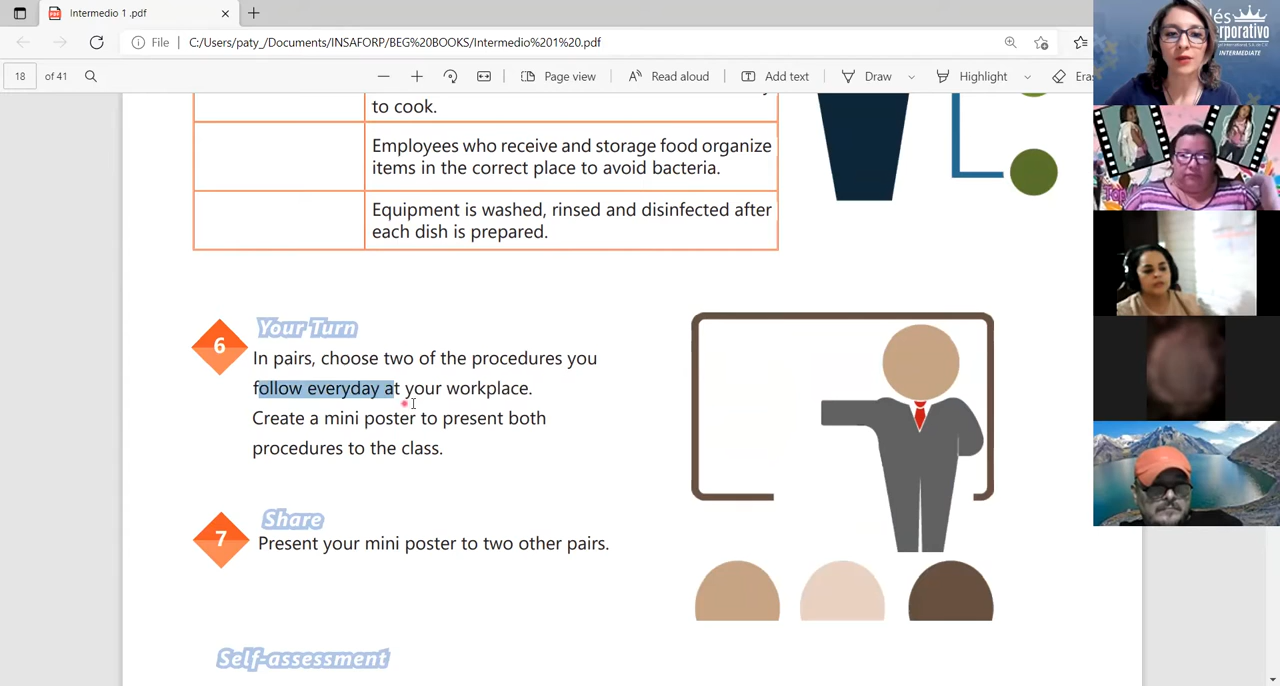 Intermedio 1 .pdf
File
C:/Users/paty_/Documents/INSAFORP/BEG%20BOOKS/Intermedio%201%20.pdf
18 of 41
Page view
Read aloud
Add text
Draw
Highlight
Eras
to cook.
Employees who receive and storage food organize
items in the correct place to avoid bacteria.
Equipment is washed, rinsed and disinfected after
each dish is prepared.
6
Your Turn
In pairs, choose two of the procedures you
follow everyday at your workplace.
Create a mini poster to present both
procedures to the class.
7
Share
Present your mini poster to two other pairs.
Self-assessment
lés
rporativo
INTERMEDIATE